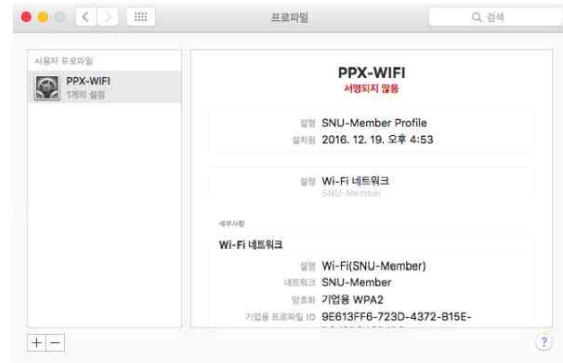 프로파일
검색
사용자 프로파일
PPX-WIFI
1개의 설정
PPX-WIFI
서명되지 않음
설명 SNU-Member Profile
설치됨 2016. 12. 19. 오후 4:53
설정 Wi-Fi 네트워크
SNU-Member
세부사항
Wi-Fi 네트워크
설명 Wi-Fi(SNU-Member)
네트워크 SNU-Member
암호화 기업용 WPA2
기업용 프로파일 ID 9E613FF6-723D-4372-B15E-
+ −
?